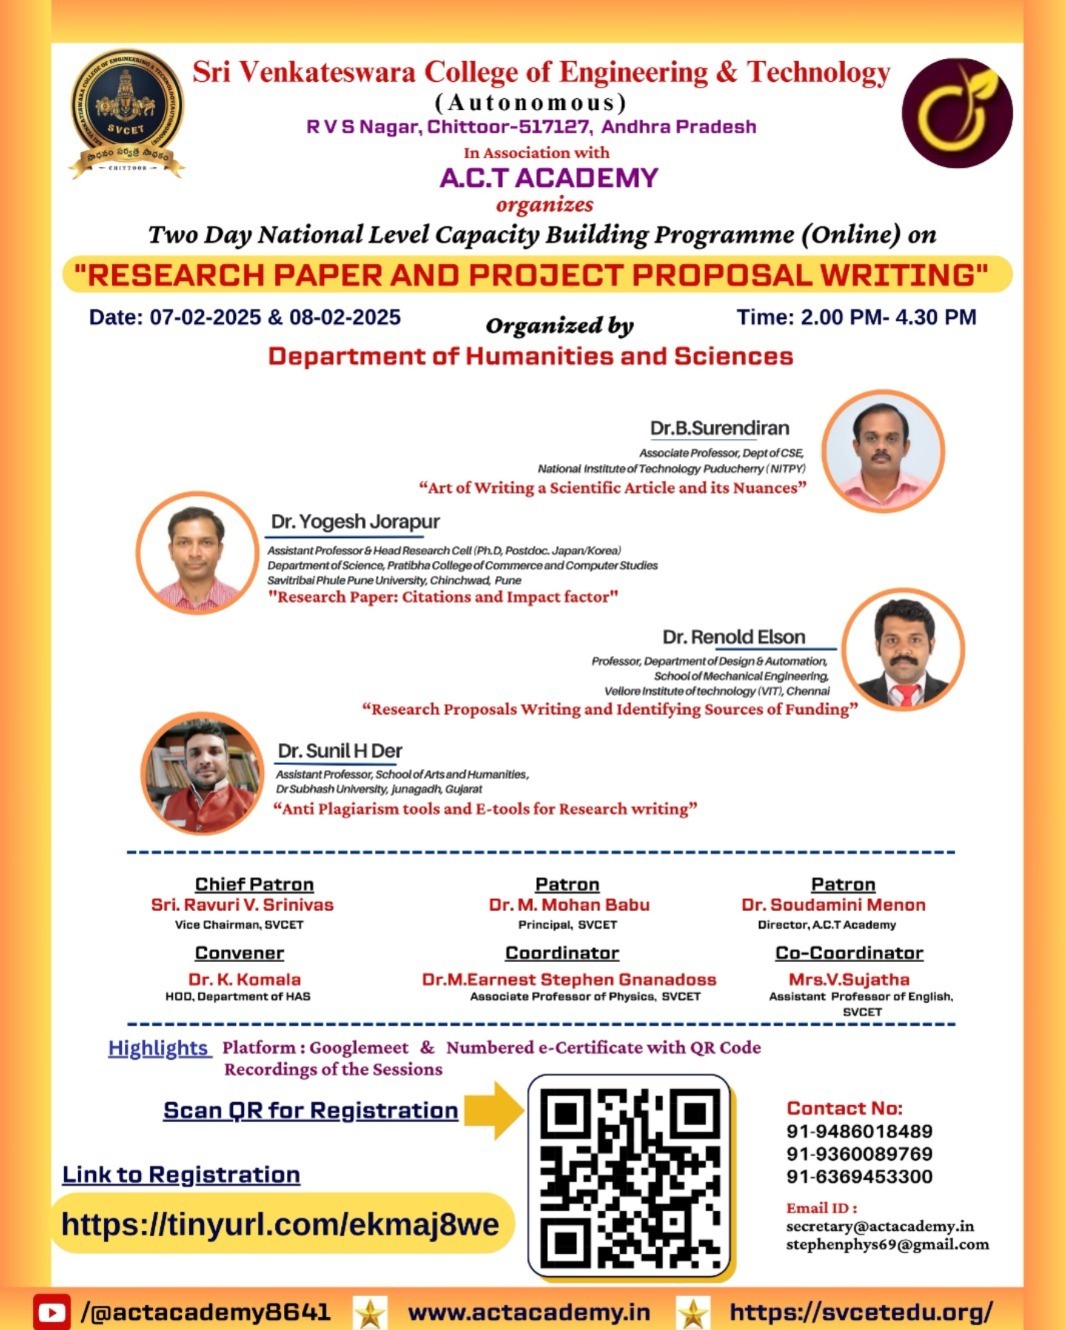 Sri Venkateswara College of Engineering & Technology
(Autonomous)
R V S Nagar, Chittoor-517127, Andhra Pradesh
In Association with
A.C.T ACADEMY
organizes
Two Day National Level Capacity Building Programme (Online) on
"RESEARCH PAPER AND PROJECT PROPOSAL WRITING"
Date: 07-02-2025 & 08-02-2025
Time: 2.00 PM- 4.30 PM
Organized by
Department of Humanities and Sciences
SVCET
CHITTOOR
Dr.B.Surendiran
Associate Professor, Dept of CSE,
National Institute of Technology Puducherry ( NITPY)
“Art of Writing a Scientific Article and its Nuances”
Dr. Yogesh Jorapur
Assistant Professor & Head Research Cell (Ph.D, Postdoc. Japan/Korea)
Department of Science, Pratibha College of Commerce and Computer Studies
Savitribai Phule Pune University, Chinchwad, Pune
"Research Paper: Citations and Impact factor"
Dr. Renold Elson
Professor, Department of Design & Automation,
School of Mechanical Engineering,
Vellore Institute of technology (VIT), Chennai
“Research Proposals Writing and Identifying Sources of Funding”
Dr. Sunil H Der
Assistant Professor, School of Arts and Humanities,
Dr Subhash University, junagadh, Gujarat
“Anti Plagiarism tools and E-tools for Research writing”
Chief Patron
Sri. Ravuri V. Srinivas
Vice Chairman, SVCET
Patron
Dr. M. Mohan Babu
Principal, SVCET
Patron
Dr. Soudamini Menon
Director, A.C.T Academy
Convener
Dr. K. Komala
HOD, Department of HAS
Coordinator
Dr.M.Earnest Stephen Gnanadoss
Associate Professor of Physics, SVCET
Co-Coordinator
Mrs.V.Sujatha
Assistant Professor of English,
SVCET
Highlights Platform : Googlemeet & Numbered e-Certificate with QR Code
Recordings of the Sessions
Scan QR for Registration
Link to Registration
https://tinyurl.com/ekmaj8we
Contact No:
91-9486018489
91-9360089769
91-6369453300
Email ID :
secretary@actacademy.in
stephenphys69@gmail.com
/@actacademy8641
www.actacademy.in
https://svcetedu.org/